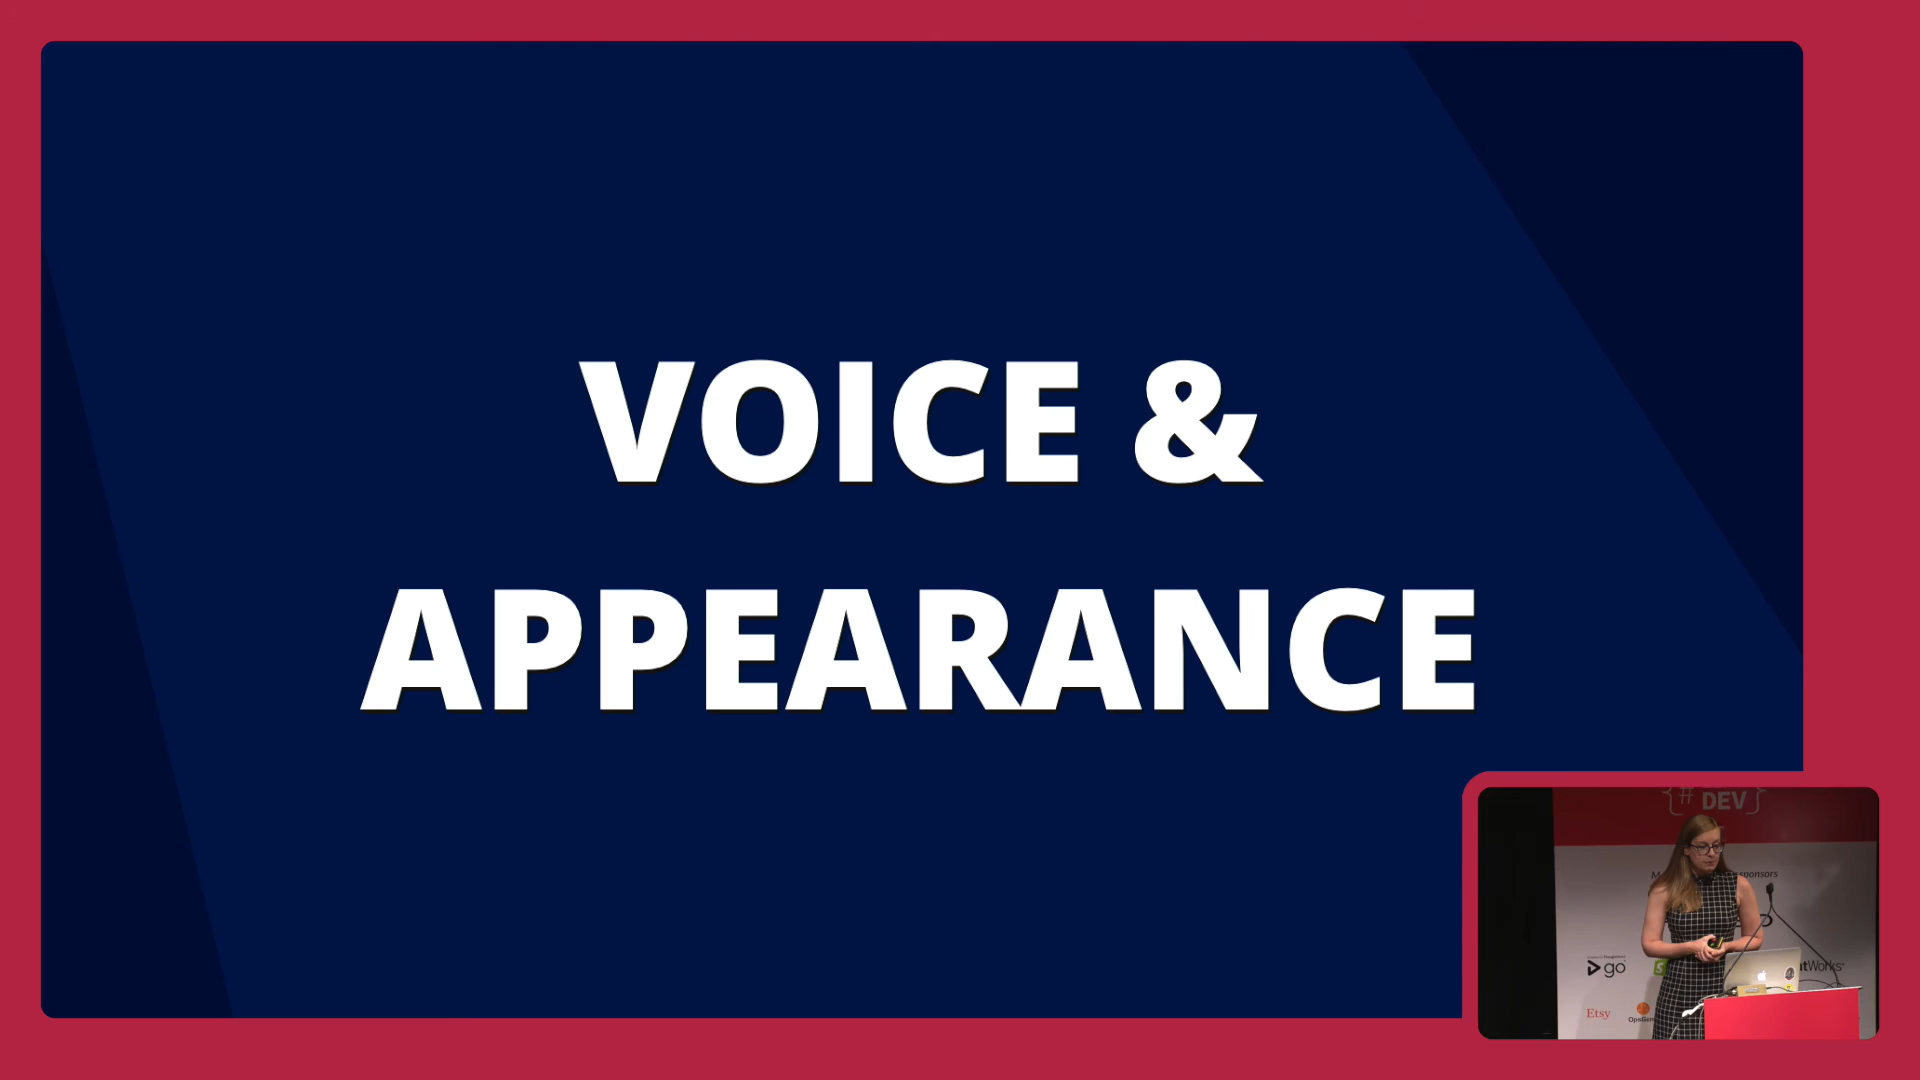 VOICE &
APPEARANCE
{# DEV}
sponsors
go
Etsy